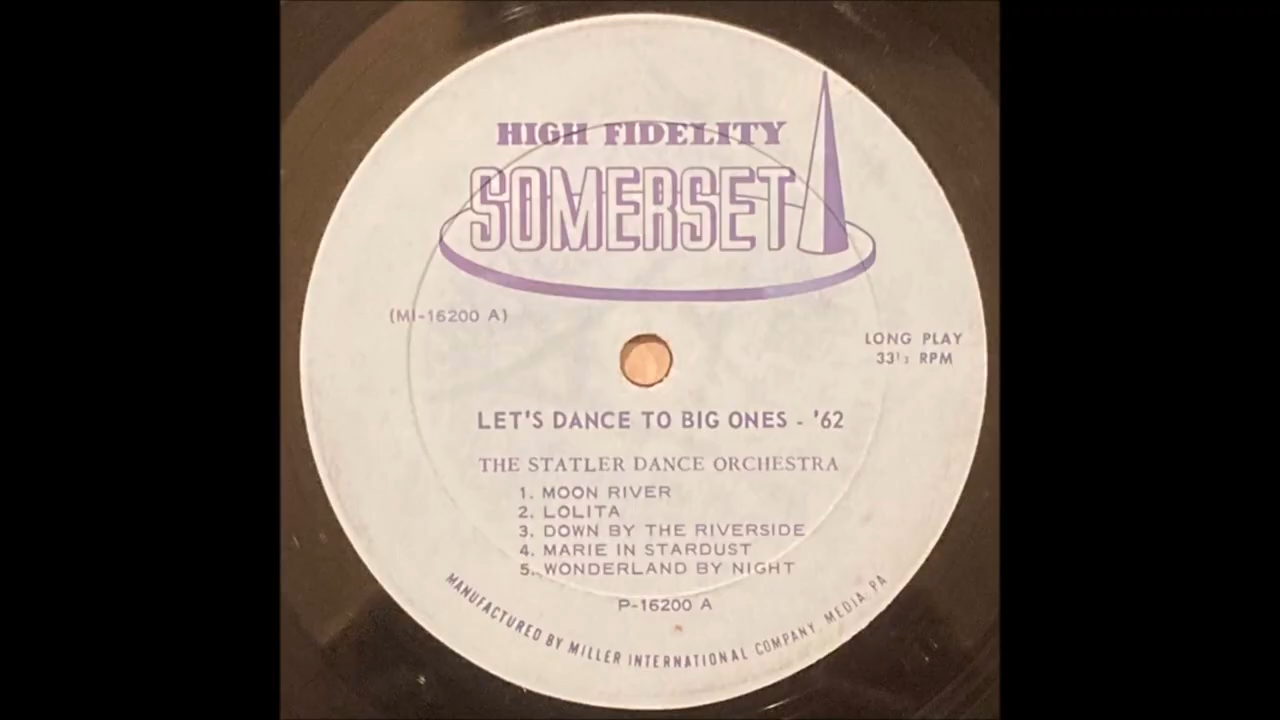 HIGH FIDELITY
SOMERSET
(MI-16200 A)
LONG PLAY
33⅓ RPM
LET'S DANCE TO BIG ONES - '62
THE STATLER DANCE ORCHESTRA
1. MOON RIVER
2. LOLITA
3. DOWN BY THE RIVERSIDE
4. MARIE IN STARDUST
5. WONDERLAND BY NIGHT
P-16200 A
MANUFACTURED BY MILLER INTERNATIONAL COMPANY, MEDIA, PA